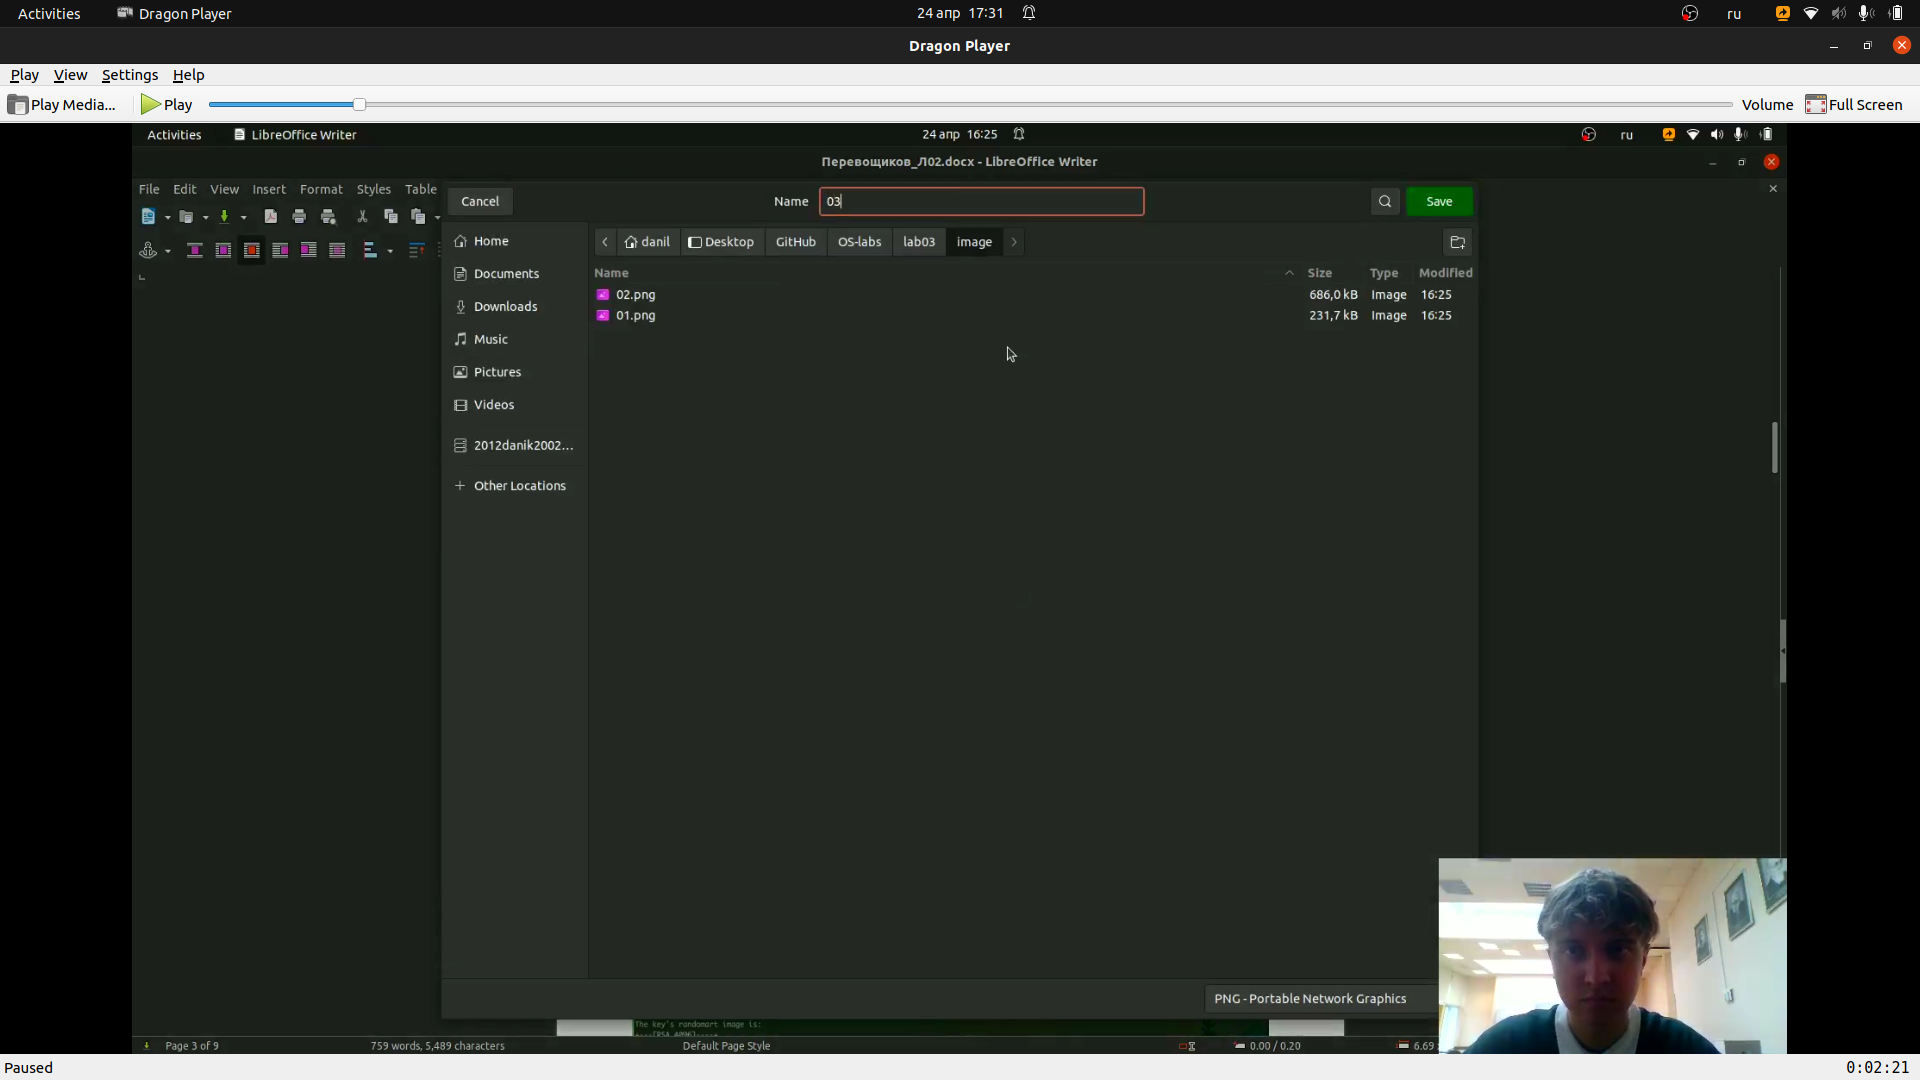 Activities Dragon Player 24 апр 17:31 ru
Dragon Player
Play View Settings Help
Play Media... Play Volume Full Screen
Activities LibreOffice Writer 24 апр 16:25 ru
Перевощиков_Л02.docx - LibreOffice Writer
File Edit View Insert Format Styles Table
Cancel Name 03 Save
Home danil Desktop GitHub OS-labs lab03 image
Name Size Type Modified
Documents 02.png 686,0 kB Image 16:25
Downloads 01.png 231,7 kB Image 16:25
Music
Pictures
Videos
2012danik2002...
Other Locations
PNG - Portable Network Graphics
The key's randomart image is:
Page 3 of 9 759 words, 5,489 characters Default Page Style 0.00 / 0.20 6.69
Paused 0:02:21